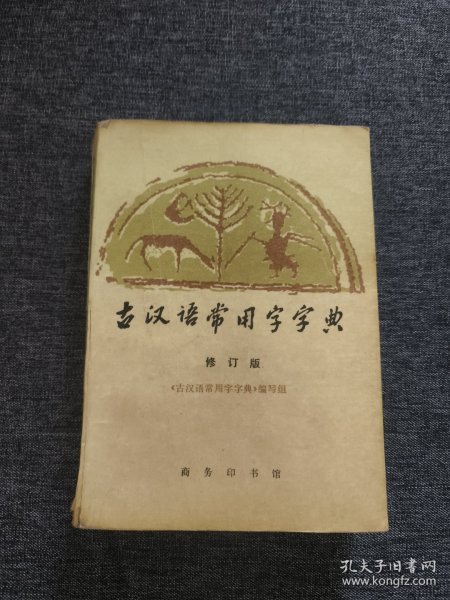 古汉语常用字字典
修订版
《古汉语常用字字典》编写组
商务印书馆
孔夫子旧书网
www.kongfz.com